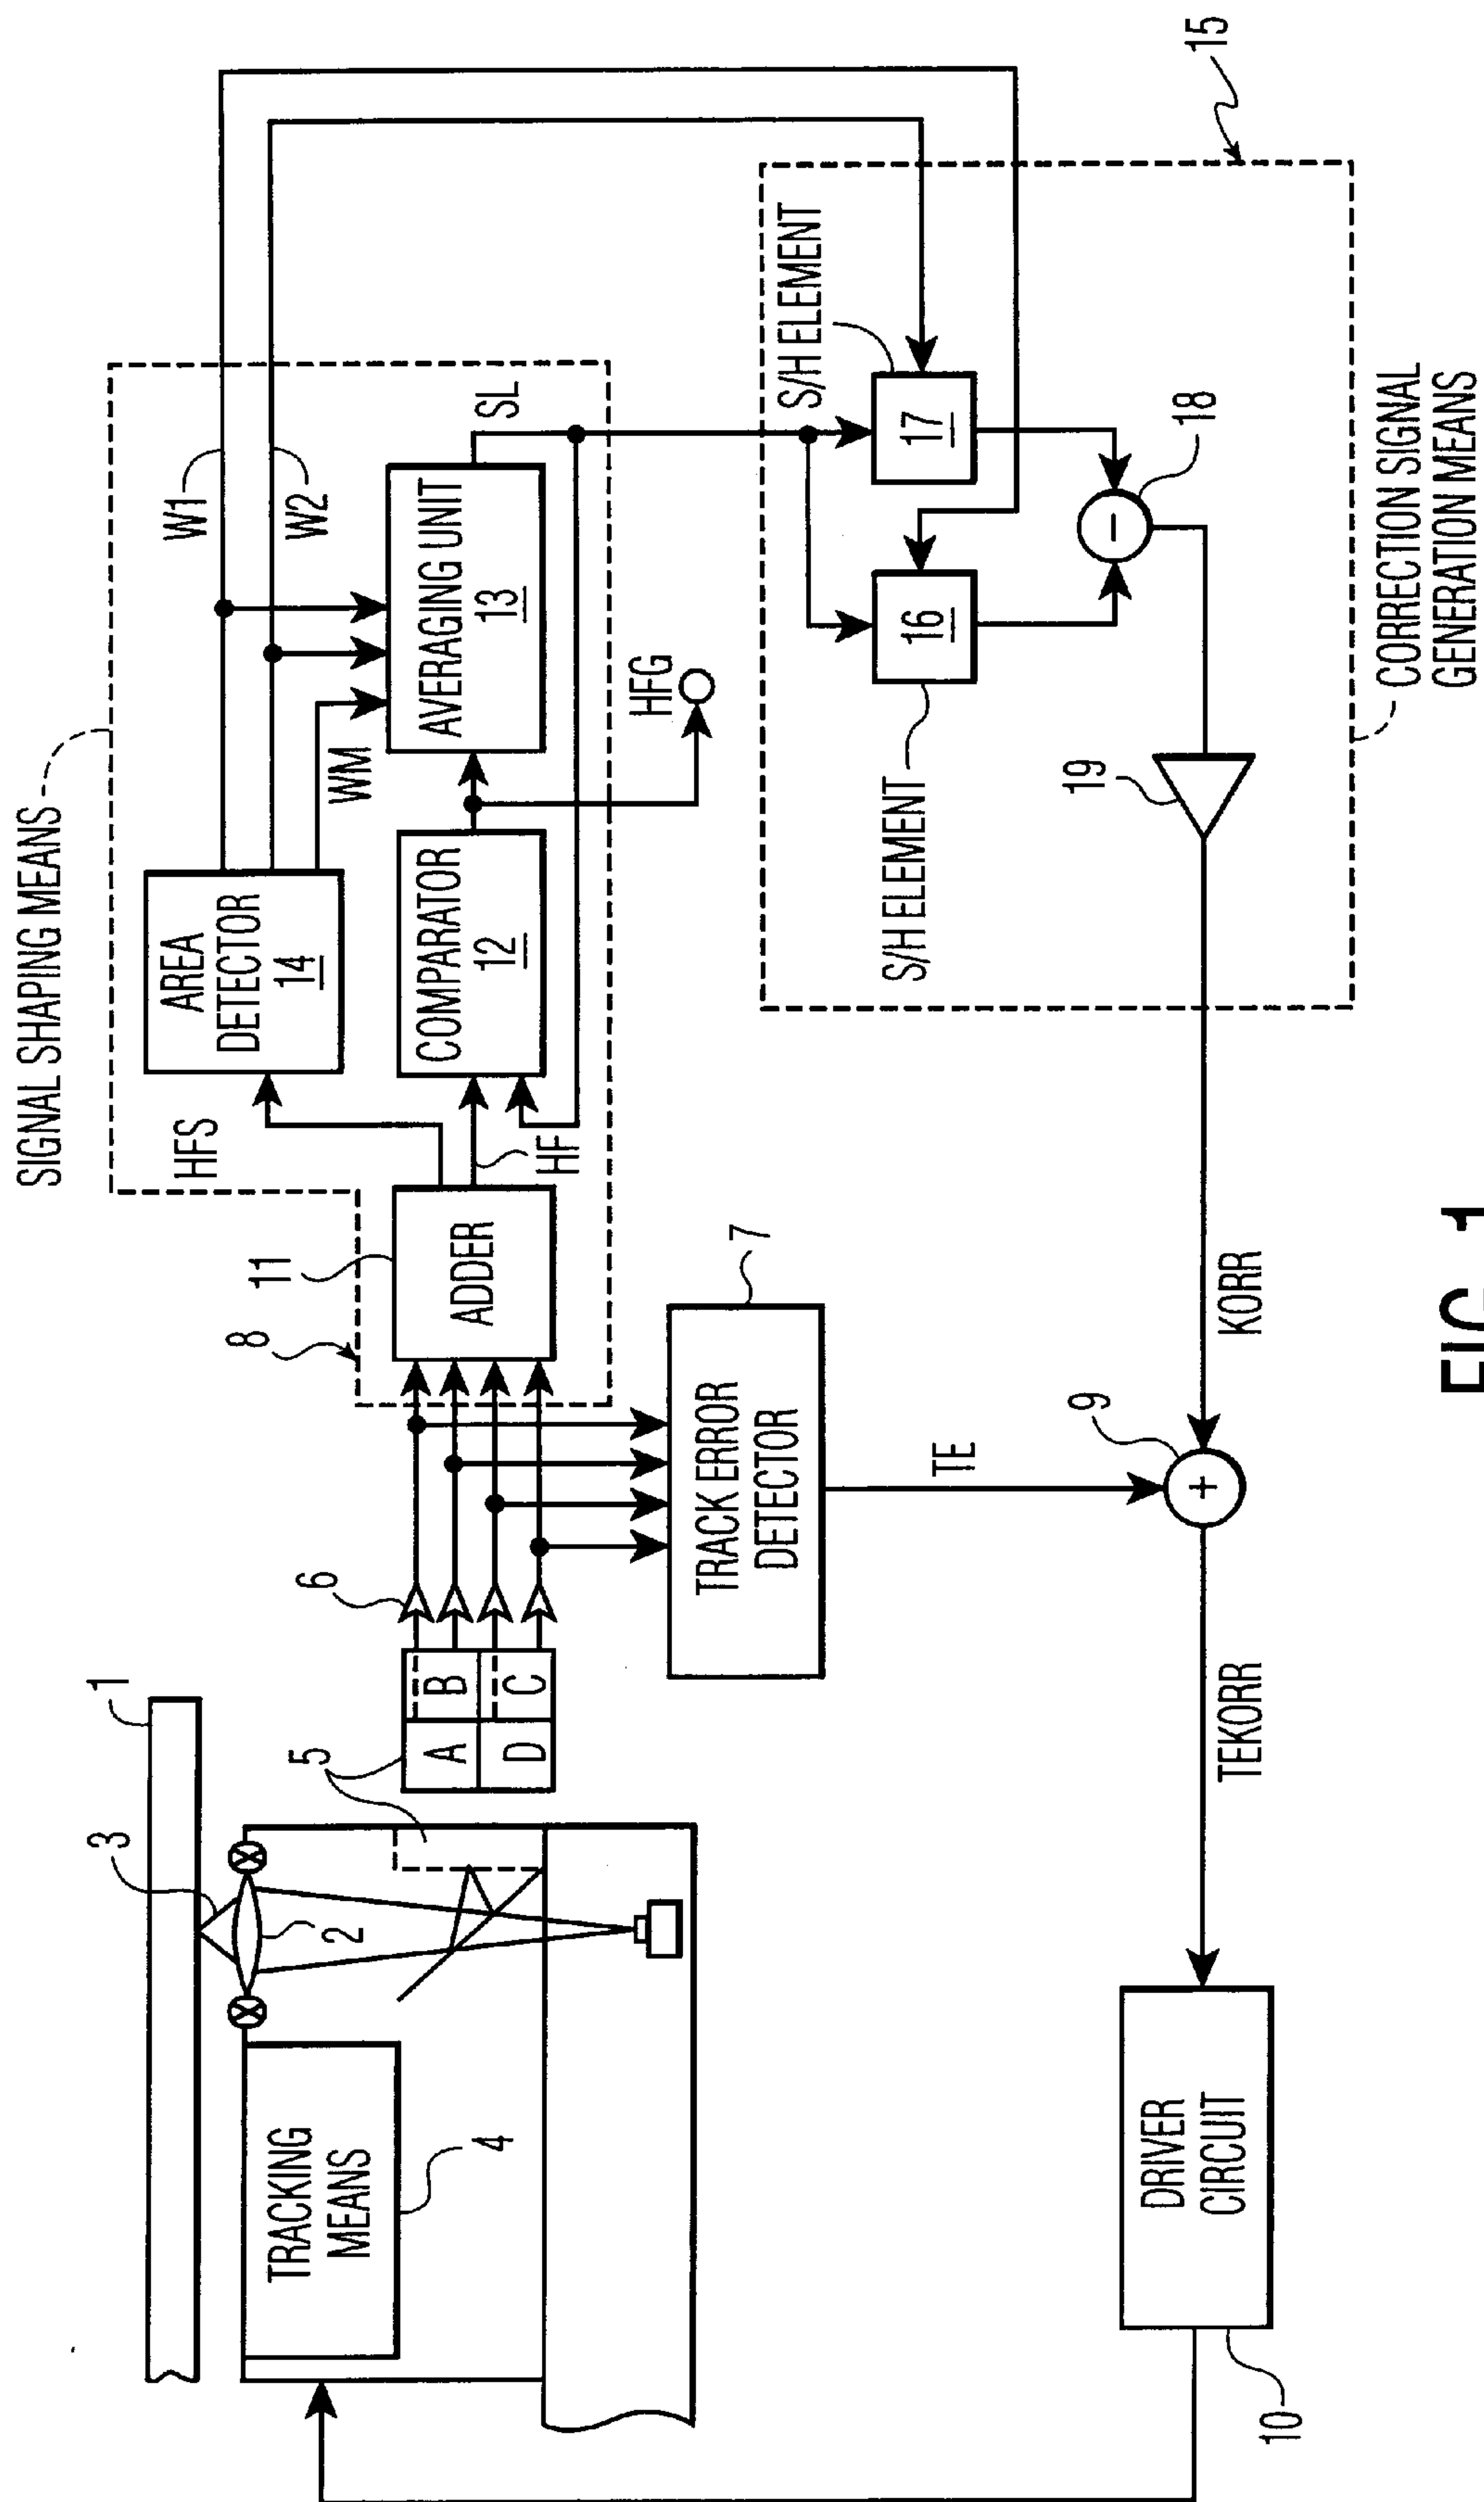 SIGNAL SHAPING MEANS
1
3
2
TRACKING
MEANS
4
5
A
B
D
C
6
8
11
ADDER
HFS
HF
AREA
DETECTOR
14
COMPARATOR
12
WM
W1
W2
AVERAGING UNIT
13
SL
HFG
TRACK ERROR
DETECTOR
7
TE
S/H ELEMENT
17
S/H ELEMENT
16
15
18
-
19
CORRECTION SIGNAL
GENERATION MEANS
KORR
9
+
TEKORR
DRIVER
CIRCUIT
10
FIG. 1